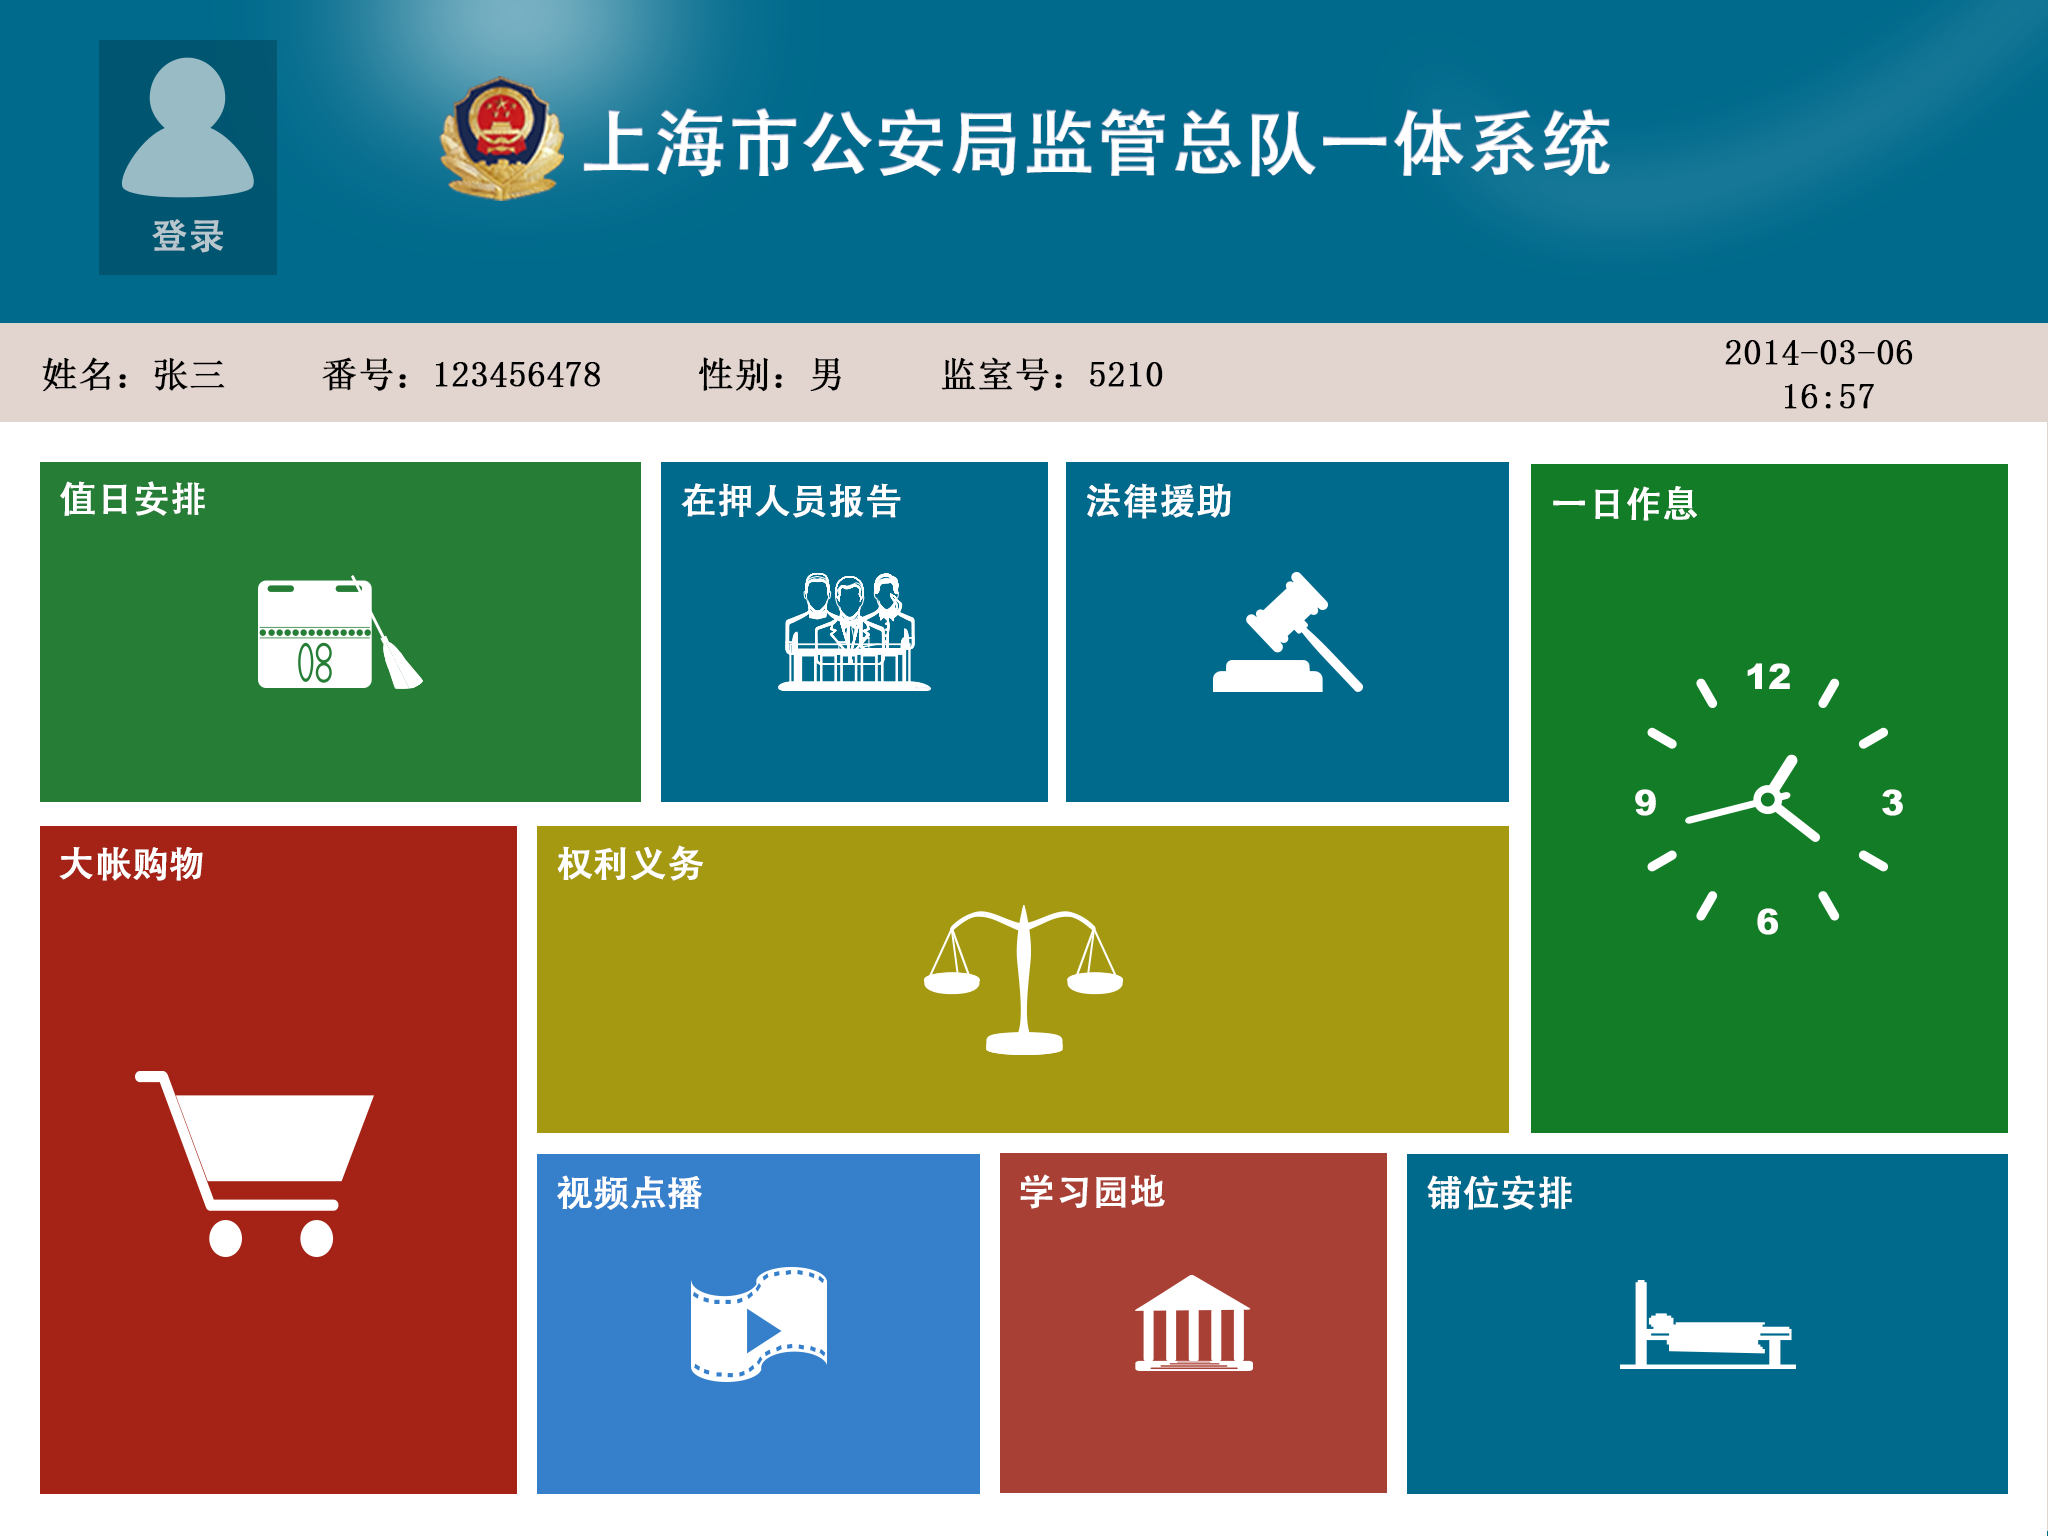 上海市公安局监管总队一体系统
登录
姓名：张三 番号：123456478 性别：男 监室号：5210
2014-03-06
16:57
值日安排
08
在押人员报告
法律援助
一日作息
12
9
3
6
大帐购物
权利义务
视频点播
学习园地
铺位安排